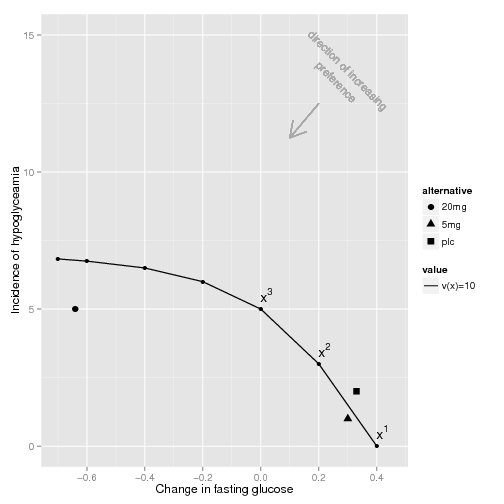 15
10
5
0
Incidence of hypoglyceamia
direction of increasing
preference
x3
x2
x1
−0.6
−0.4
−0.2
0.0
0.2
0.4
Change in fasting glucose
alternative
20mg
5mg
plc
value
v(x)=10